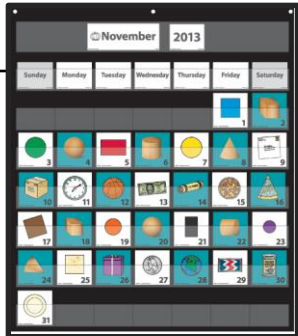 November 2013
Sunday Monday Tuesday Wednesday Thursday Friday Saturday
1 2
3 4 5 6 7 8 9
10 11 12 13 14 15 16
17 18 19 20 21 22 23
24 25 26 27 28 29 30
31